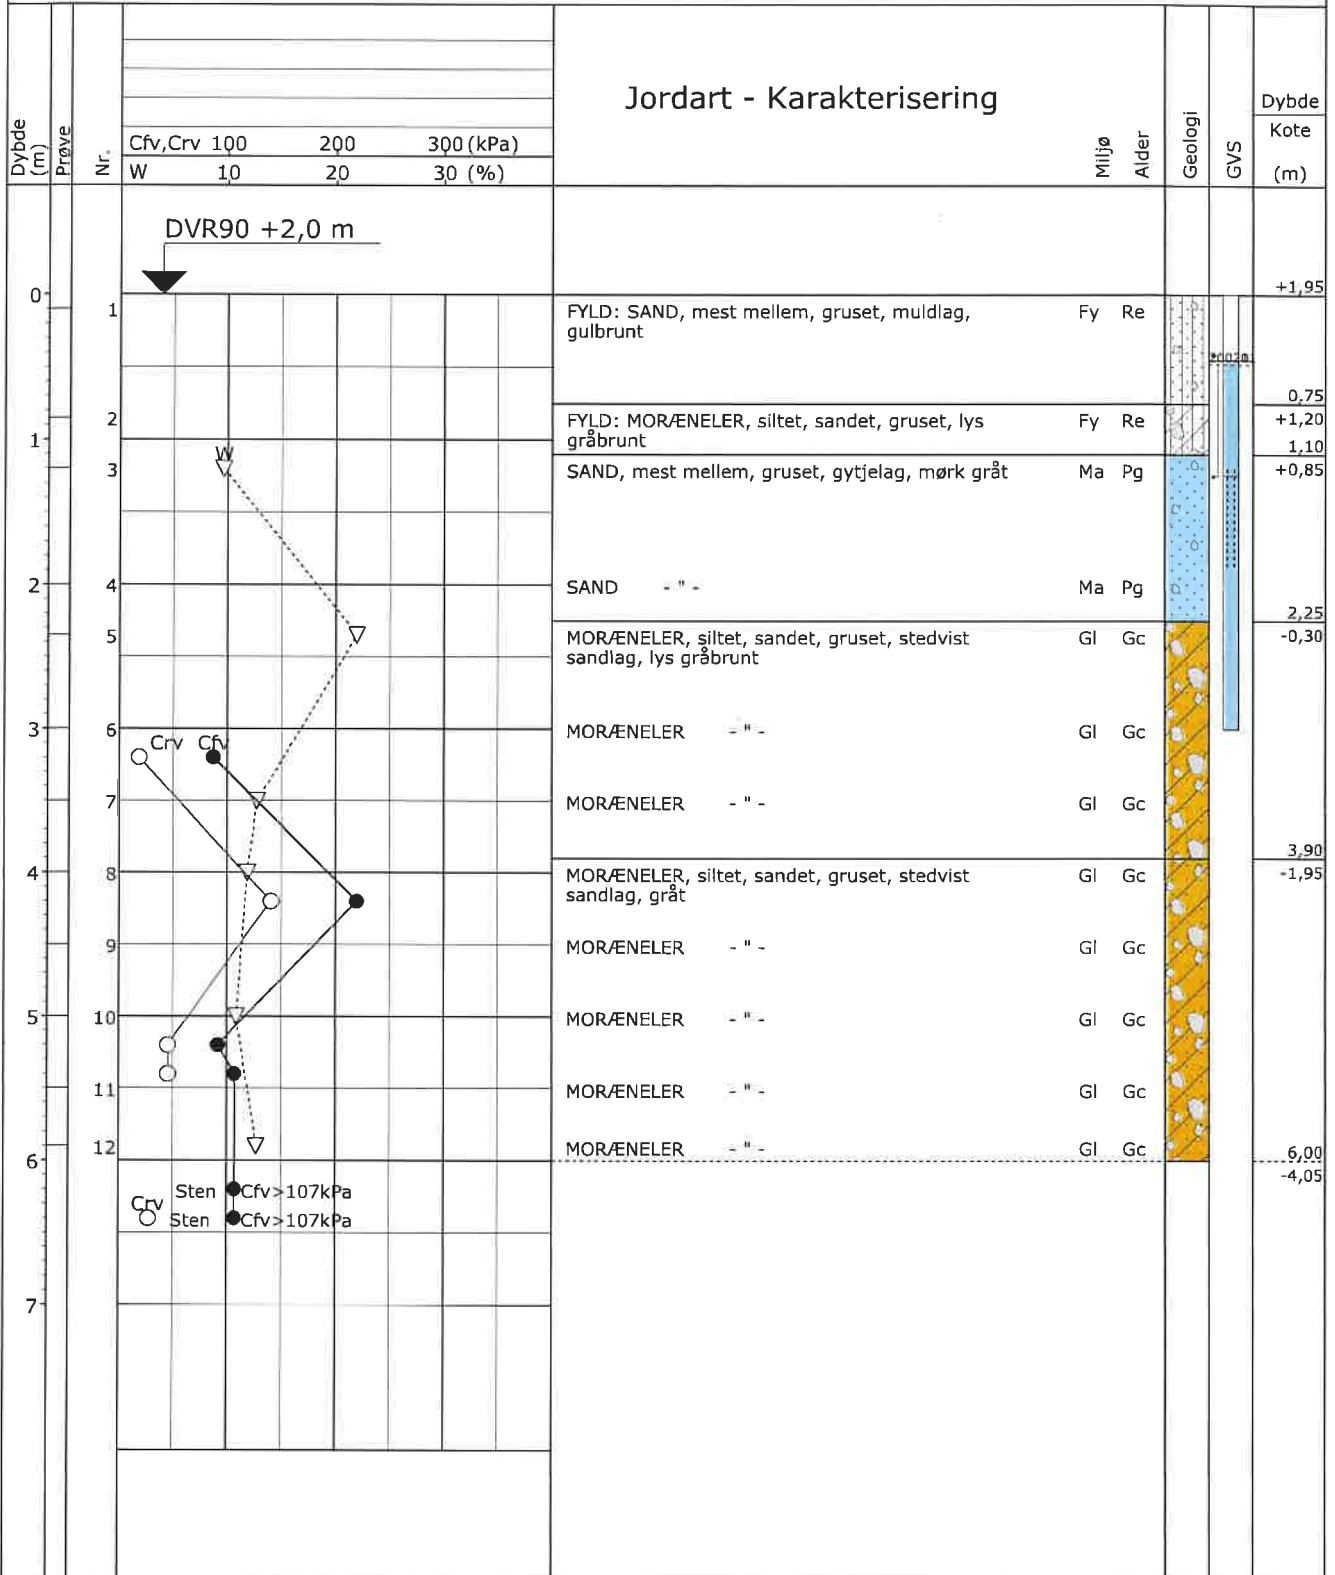 Jordart - Karakterisering
Dybde (m)
Prøve
Nr.
Cfv,Crv 100 200 300 (kPa)
W 10 20 30 (%)
Miljø
Alder
Geologi
GVS
Dybde
Kote
(m)
DVR90 +2,0 m
+1,95
0
1 FYLD: SAND, mest mellem, gruset, muldlag, Fy Re
gulbrunt
0,75
2 FYLD: MORÆNELER, siltet, sandet, gruset, lys Fy Re +1,20
gråbrunt
1 1,10
W
3 SAND, mest mellem, gruset, gytjelag, mørk gråt Ma Pg +0,85
2 4 SAND - " - Ma Pg
2,25
5 MORÆNELER, siltet, sandet, gruset, stedvist Gl Gc -0,30
sandlag, lys gråbrunt
3 6 MORÆNELER - " - Gl Gc
Crv Cfv
7 MORÆNELER - " - Gl Gc
3,90
4 8 MORÆNELER, siltet, sandet, gruset, stedvist Gl Gc -1,95
sandlag, gråt
9 MORÆNELER - " - Gl Gc
5 10 MORÆNELER - " - Gl Gc
11 MORÆNELER - " - Gl Gc
12 MORÆNELER - " - Gl Gc 6,00
6 -4,05
Sten Cfv>107kPa
Crv
Sten Cfv>107kPa
7